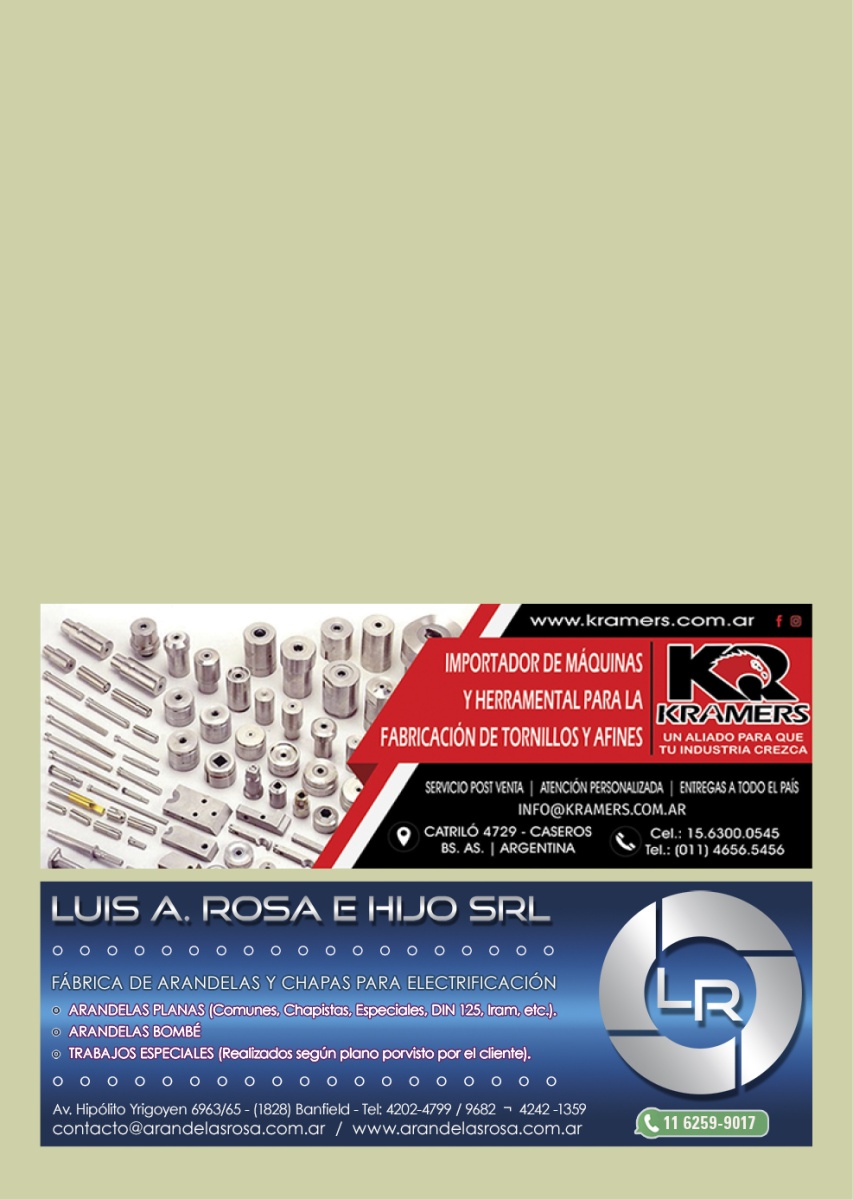 www.kramers.com.ar
IMPORTADOR DE MÁQUINAS
Y HERRAMENTAL PARA LA
FABRICACIÓN DE TORNILLOS Y AFINES
KR
KRAMERS
UN ALIADO PARA QUE
TU INDUSTRIA CREZCA
SERVICIO POST VENTA | ATENCIÓN PERSONALIZADA | ENTREGAS A TODO EL PAÍS
INFO@KRAMERS.COM.AR
CATRILÓ 4729 - CASEROS
BS. AS. | ARGENTINA
Cel.: 15.6300.0545
Tel.: (011) 4656.5456
LUIS A. ROSA E HIJO SRL
FÁBRICA DE ARANDELAS Y CHAPAS PARA ELECTRIFICACIÓN
ARANDELAS PLANAS (Comunes, Chapistas, Especiales, DIN 125, Iram, etc.).
ARANDELAS BOMBÉ
TRABAJOS ESPECIALES (Realizados según plano porvisto por el cliente).
LR
Av. Hipólito Yrigoyen 6963/65 - (1828) Banfield - Tel: 4202-4799 / 9682 ¬ 4242 -1359
contacto@arandelasrosa.com.ar / www.arandelasrosa.com.ar
11 6259-9017